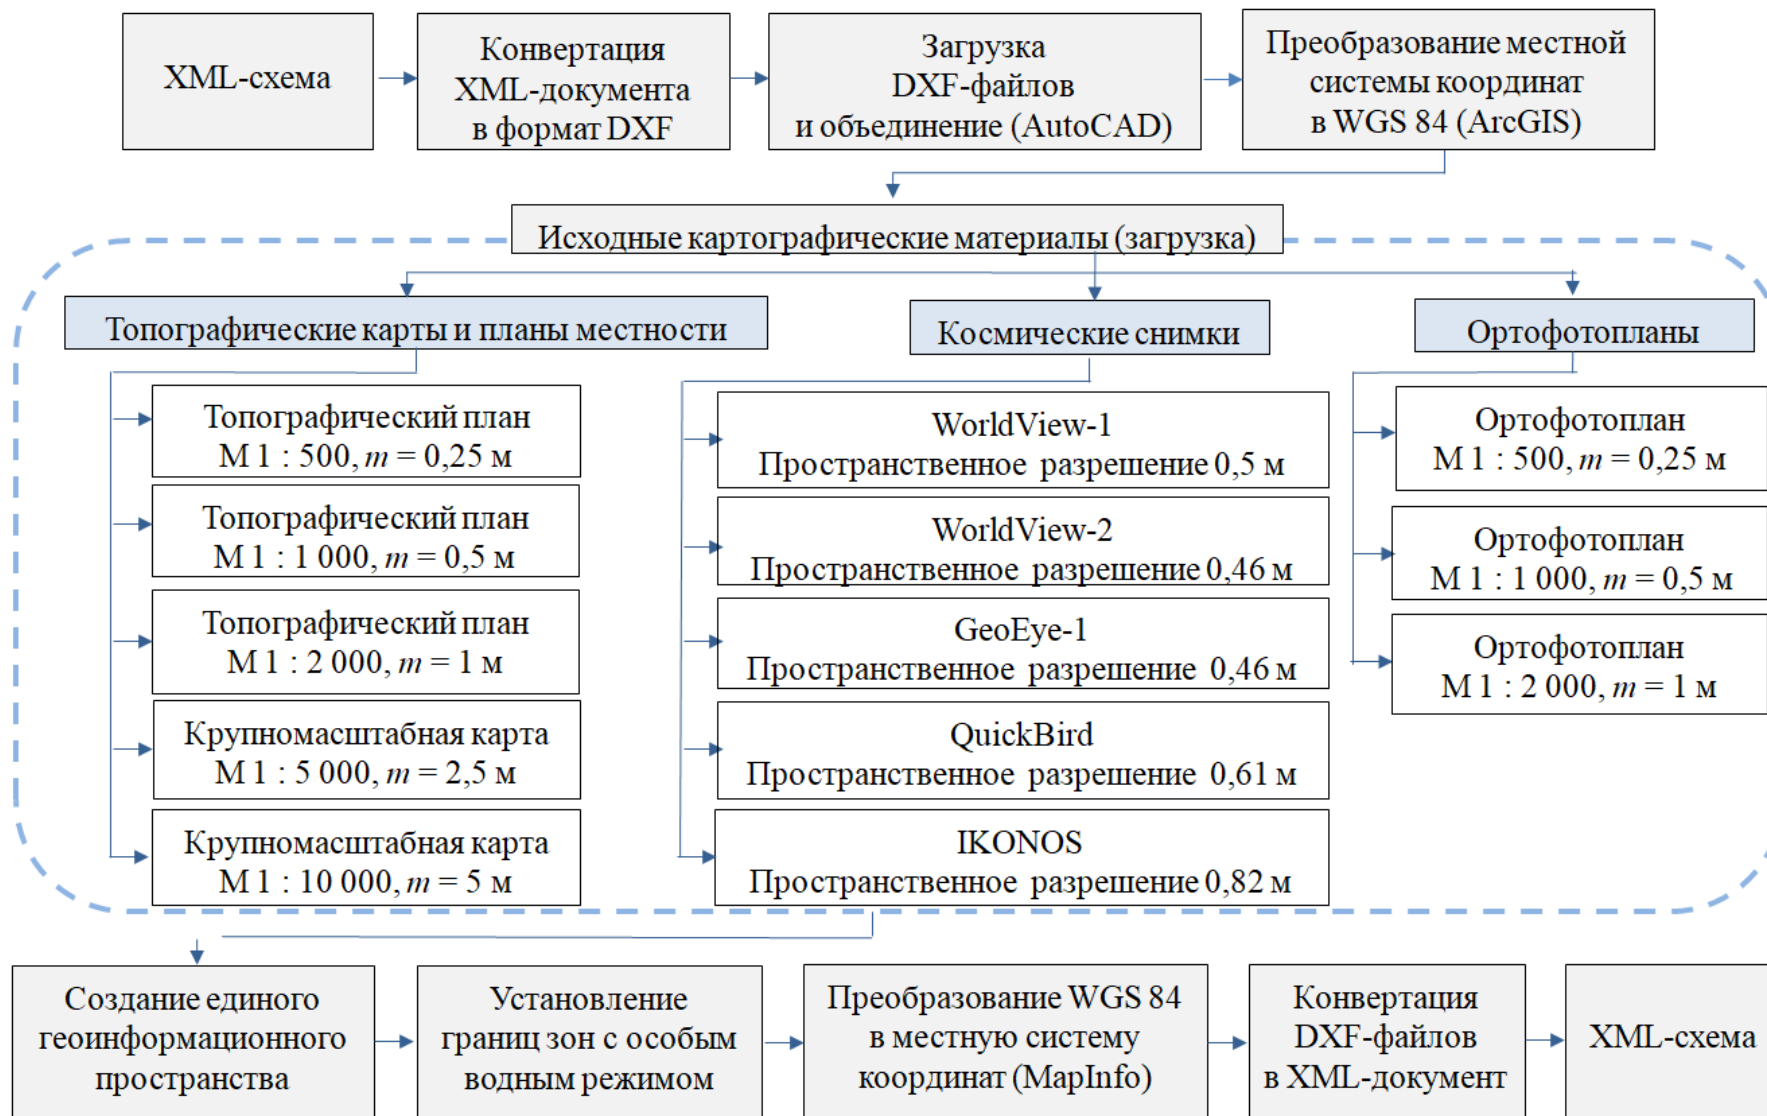 XML-схема
Конвертация
XML-документа
в формат DXF
Загрузка
DXF-файлов
и объединение (AutoCAD)
Преобразование местной
системы координат
в WGS 84 (ArcGIS)
Исходные картографические материалы (загрузка)
Топографические карты и планы местности
Топографический план
М 1 : 500, m = 0,25 м
Топографический план
М 1 : 1 000, m = 0,5 м
Топографический план
М 1 : 2 000, m = 1 м
Крупномасштабная карта
М 1 : 5 000, m = 2,5 м
Крупномасштабная карта
М 1 : 10 000, m = 5 м
Космические снимки
WorldView-1
Пространственное разрешение 0,5 м
WorldView-2
Пространственное разрешение 0,46 м
GeoEye-1
Пространственное разрешение 0,46 м
QuickBird
Пространственное разрешение 0,61 м
IKONOS
Пространственное разрешение 0,82 м
Ортофотопланы
Ортофотоплан
М 1 : 500, m = 0,25 м
Ортофотоплан
М 1 : 1 000, m = 0,5 м
Ортофотоплан
М 1 : 2 000, m = 1 м
Создание единого
геоинформационного
пространства
Установление
границ зон с особым
водным режимом
Преобразование WGS 84
в местную систему
координат (MapInfo)
Конвертация
DXF-файлов
в XML-документ
XML-схема